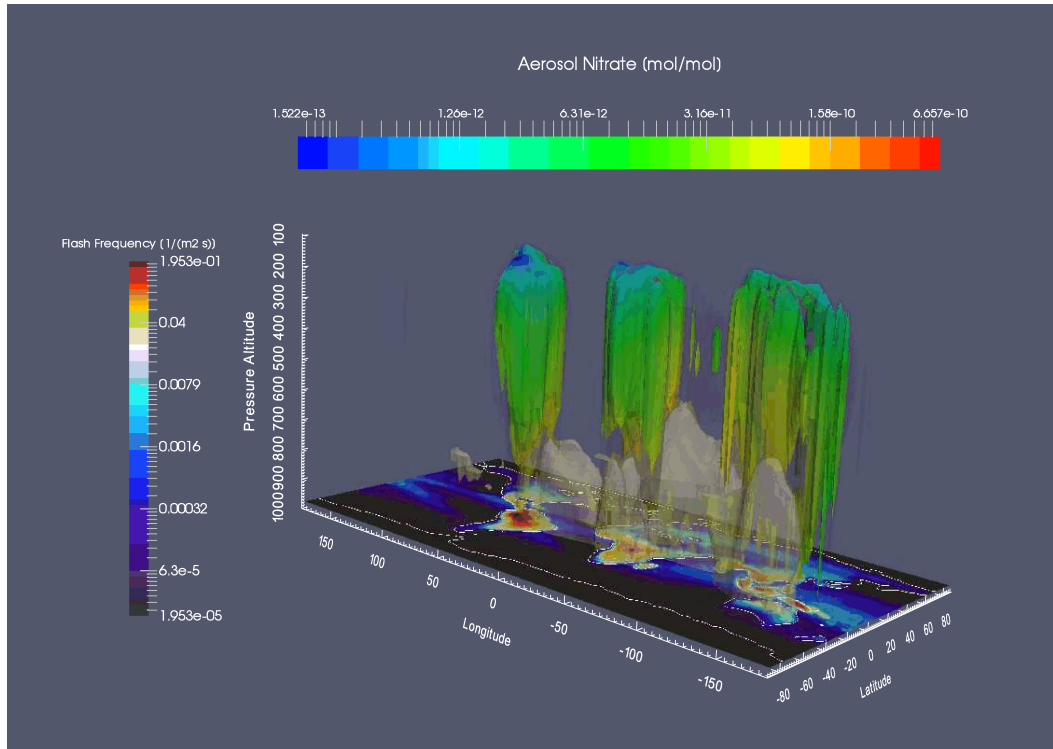 Aerosol Nitrate (mol/mol)
1.522e-13 1.26e-12 6.31e-12 3.16e-11 1.58e-10 6.657e-10
Flash Frequency (1/(m2 s)]
1.953e-01
0.04
0.0079
0.0016
0.00032
6.3e-5
1.953e-05
Pressure Altitude
100
200
300
400
500
600
700
800
900
1000
150 100 50 0 -50 -100 -150
Longitude
-80 -60 -40 -20 0 20 40 60 80
Latitude